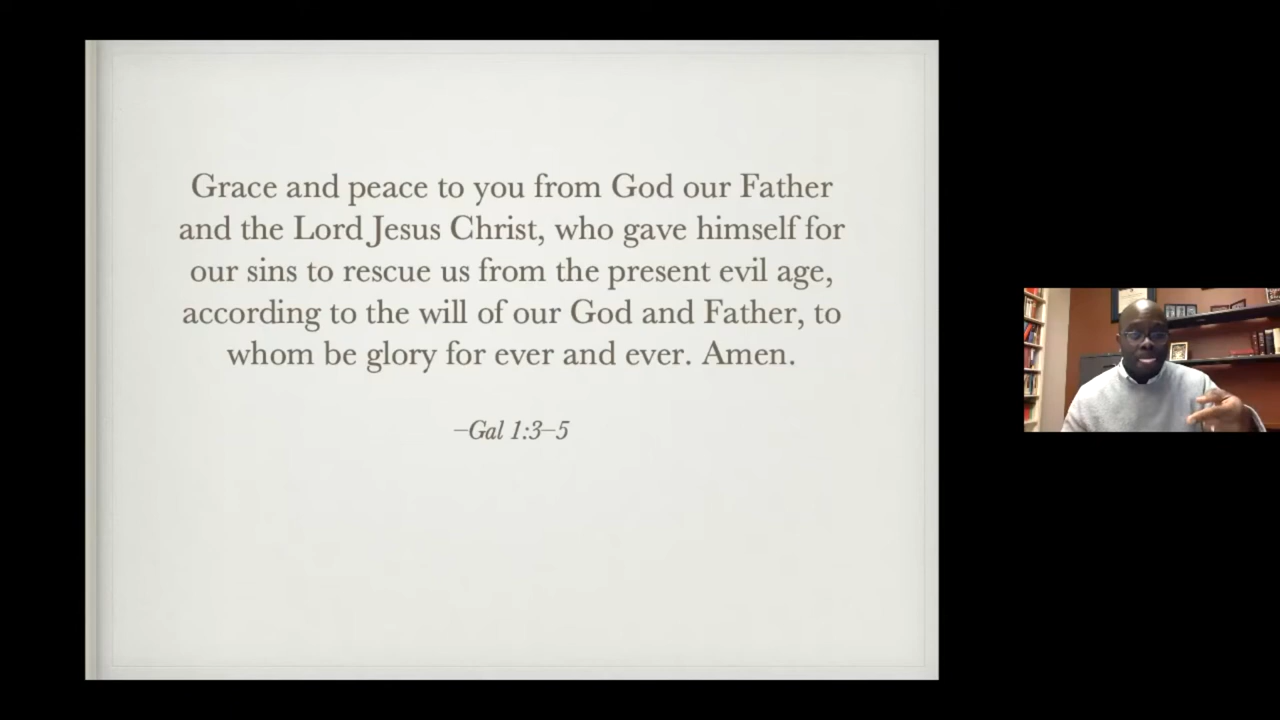 Grace and peace to you from God our Father
and the Lord Jesus Christ, who gave himself for
our sins to rescue us from the present evil age,
according to the will of our God and Father, to
whom be glory for ever and ever. Amen.
–Gal 1:3–5